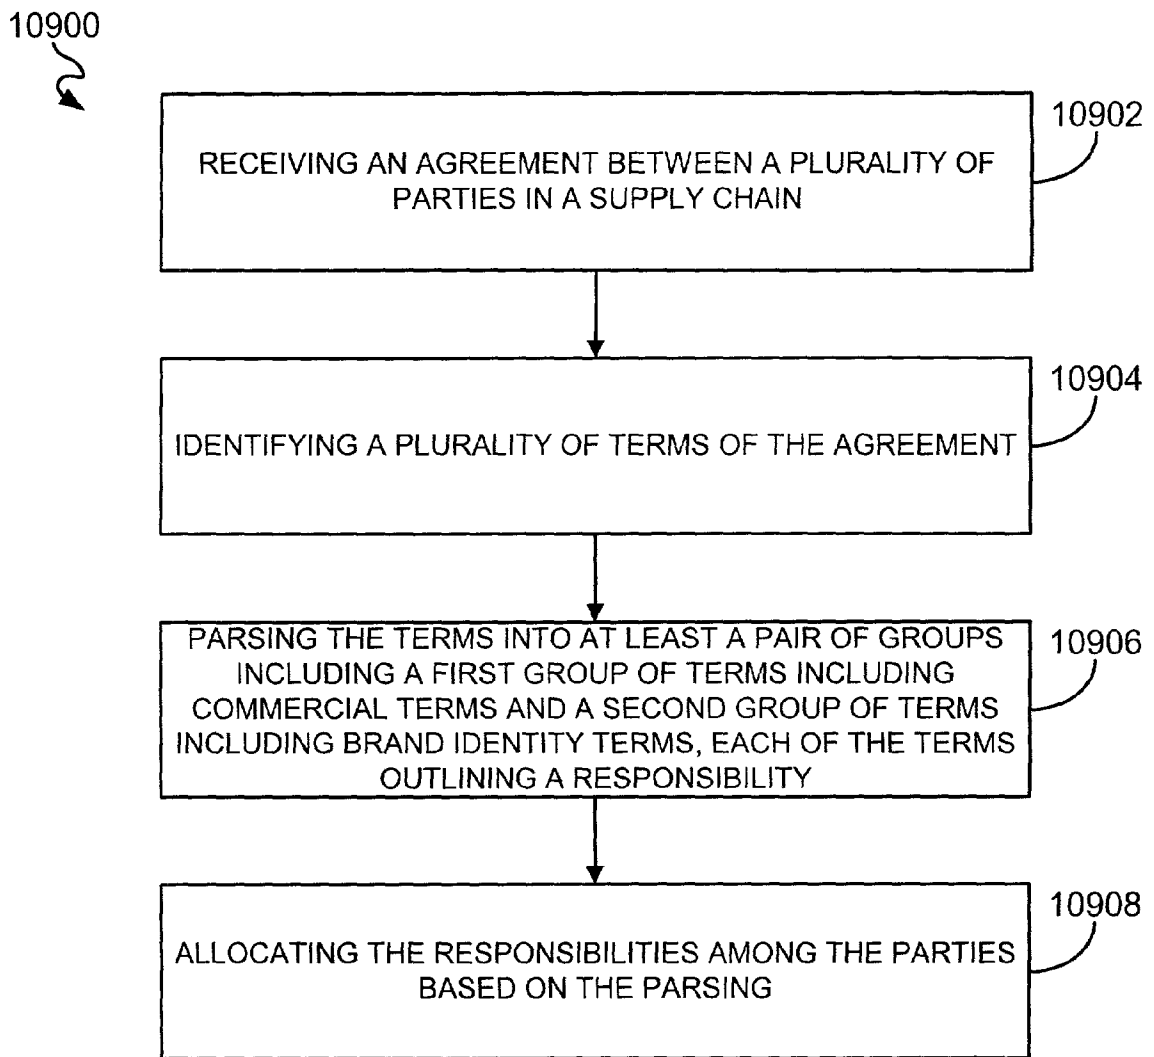 10900
10902
RECEIVING AN AGREEMENT BETWEEN A PLURALITY OF
PARTIES IN A SUPPLY CHAIN
10904
IDENTIFYING A PLURALITY OF TERMS OF THE AGREEMENT
10906
PARSING THE TERMS INTO AT LEAST A PAIR OF GROUPS
INCLUDING A FIRST GROUP OF TERMS INCLUDING
COMMERCIAL TERMS AND A SECOND GROUP OF TERMS
INCLUDING BRAND IDENTITY TERMS, EACH OF THE TERMS
OUTLINING A RESPONSIBILITY
10908
ALLOCATING THE RESPONSIBILITIES AMONG THE PARTIES
BASED ON THE PARSING